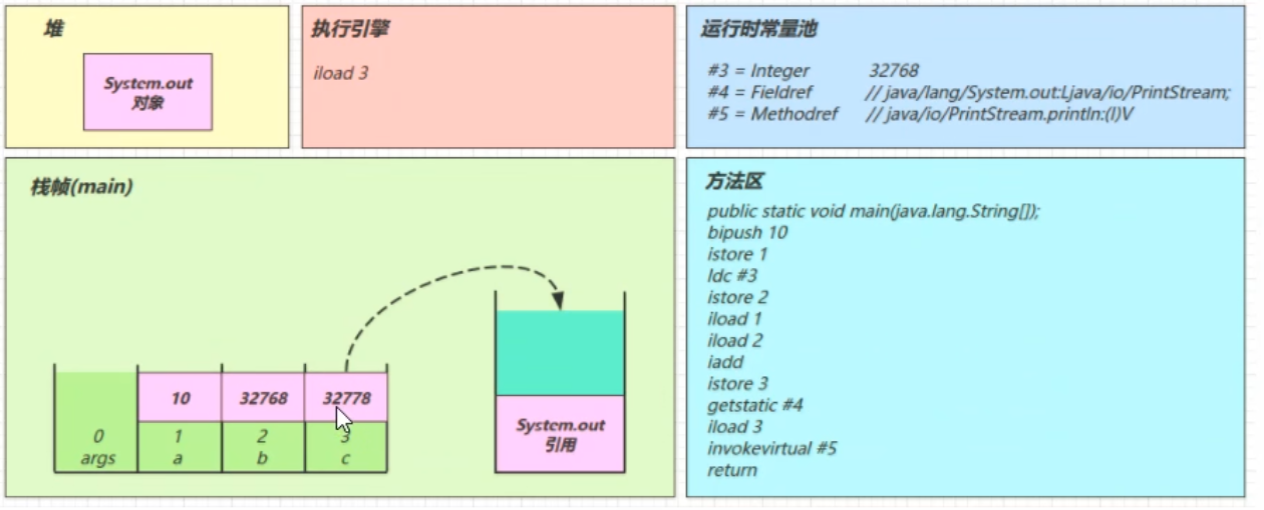 堆
System.out
对象
执行引擎
iload 3
运行时常量池
#3 = Integer 32768
#4 = Fieldref // java/lang/System.out:Ljava/io/PrintStream;
#5 = Methodref // java/io/PrintStream.println:(I)V
栈帧(main)
10 32768 32778
0 1 2 3
args a b c
System.out
引用
方法区
public static void main(java.lang.String[]);
bipush 10
istore 1
ldc #3
istore 2
iload 1
iload 2
iadd
istore 3
getstatic #4
iload 3
invokevirtual #5
return